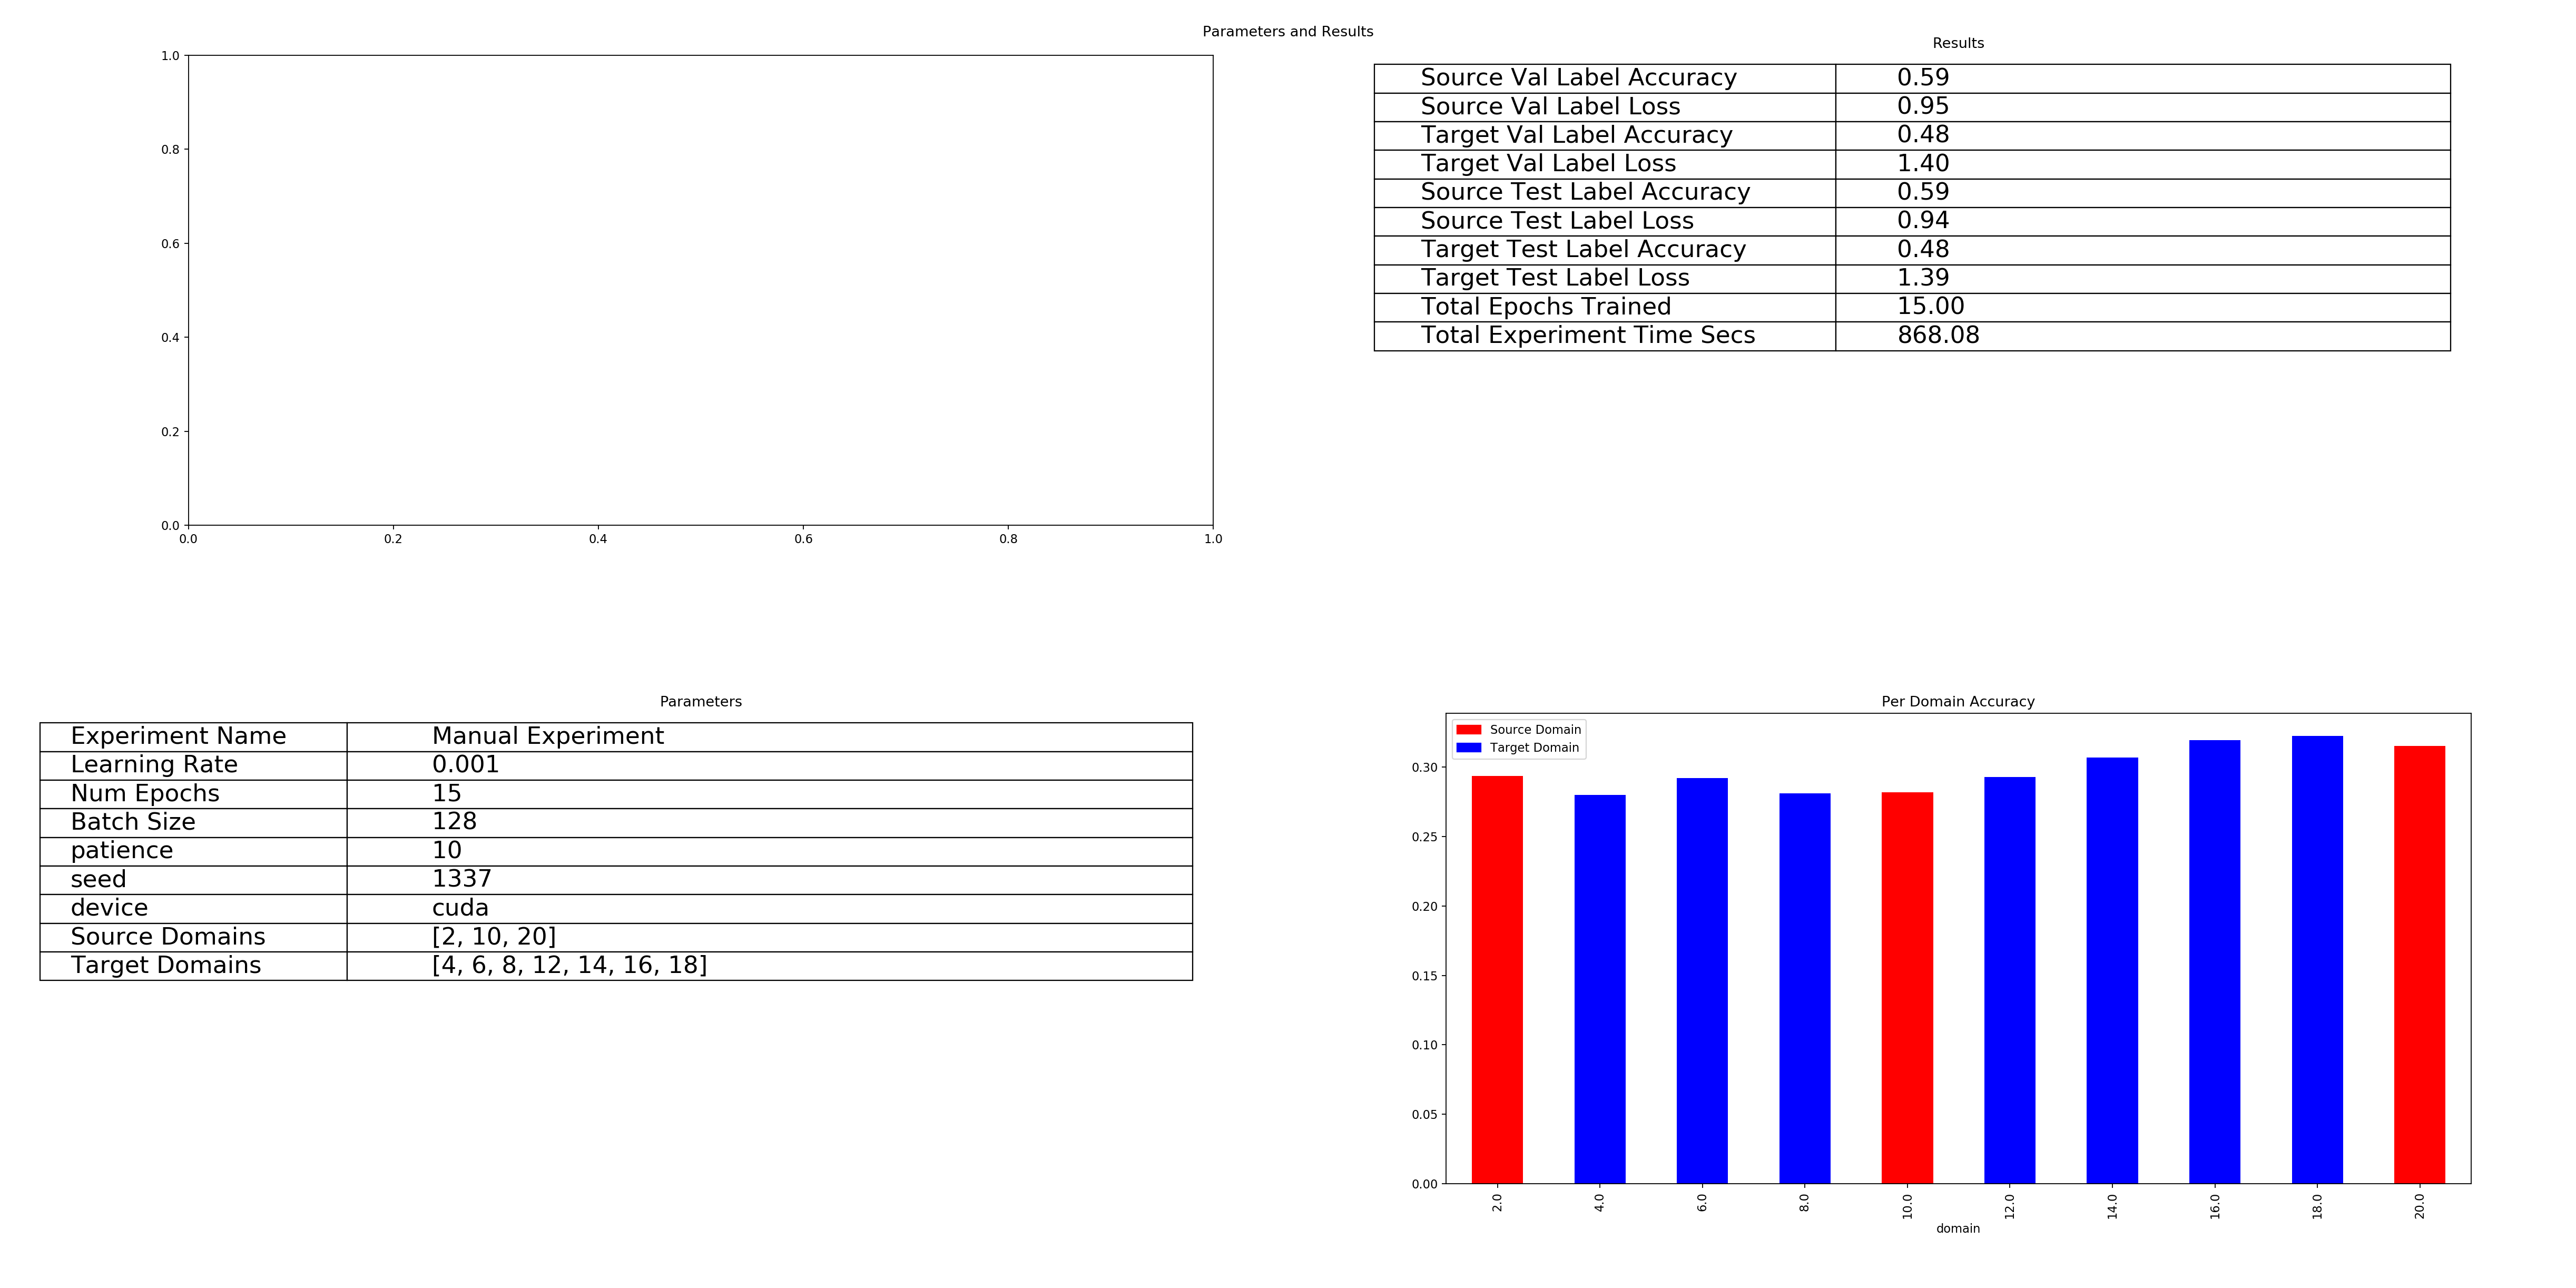 Parameters and Results
1.0
0.8
0.6
0.4
0.2
0.0
0.0 0.2 0.4 0.6 0.8 1.0
Results
Source Val Label Accuracy 0.59
Source Val Label Loss 0.95
Target Val Label Accuracy 0.48
Target Val Label Loss 1.40
Source Test Label Accuracy 0.59
Source Test Label Loss 0.94
Target Test Label Accuracy 0.48
Target Test Label Loss 1.39
Total Epochs Trained 15.00
Total Experiment Time Secs 868.08
Parameters
Experiment Name Manual Experiment
Learning Rate 0.001
Num Epochs 15
Batch Size 128
patience 10
seed 1337
device cuda
Source Domains [2, 10, 20]
Target Domains [4, 6, 8, 12, 14, 16, 18]
Per Domain Accuracy
Source Domain
Target Domain
0.30
0.25
0.20
0.15
0.10
0.05
0.00
2.0 4.0 6.0 8.0 10.0 12.0 14.0 16.0 18.0 20.0
domain